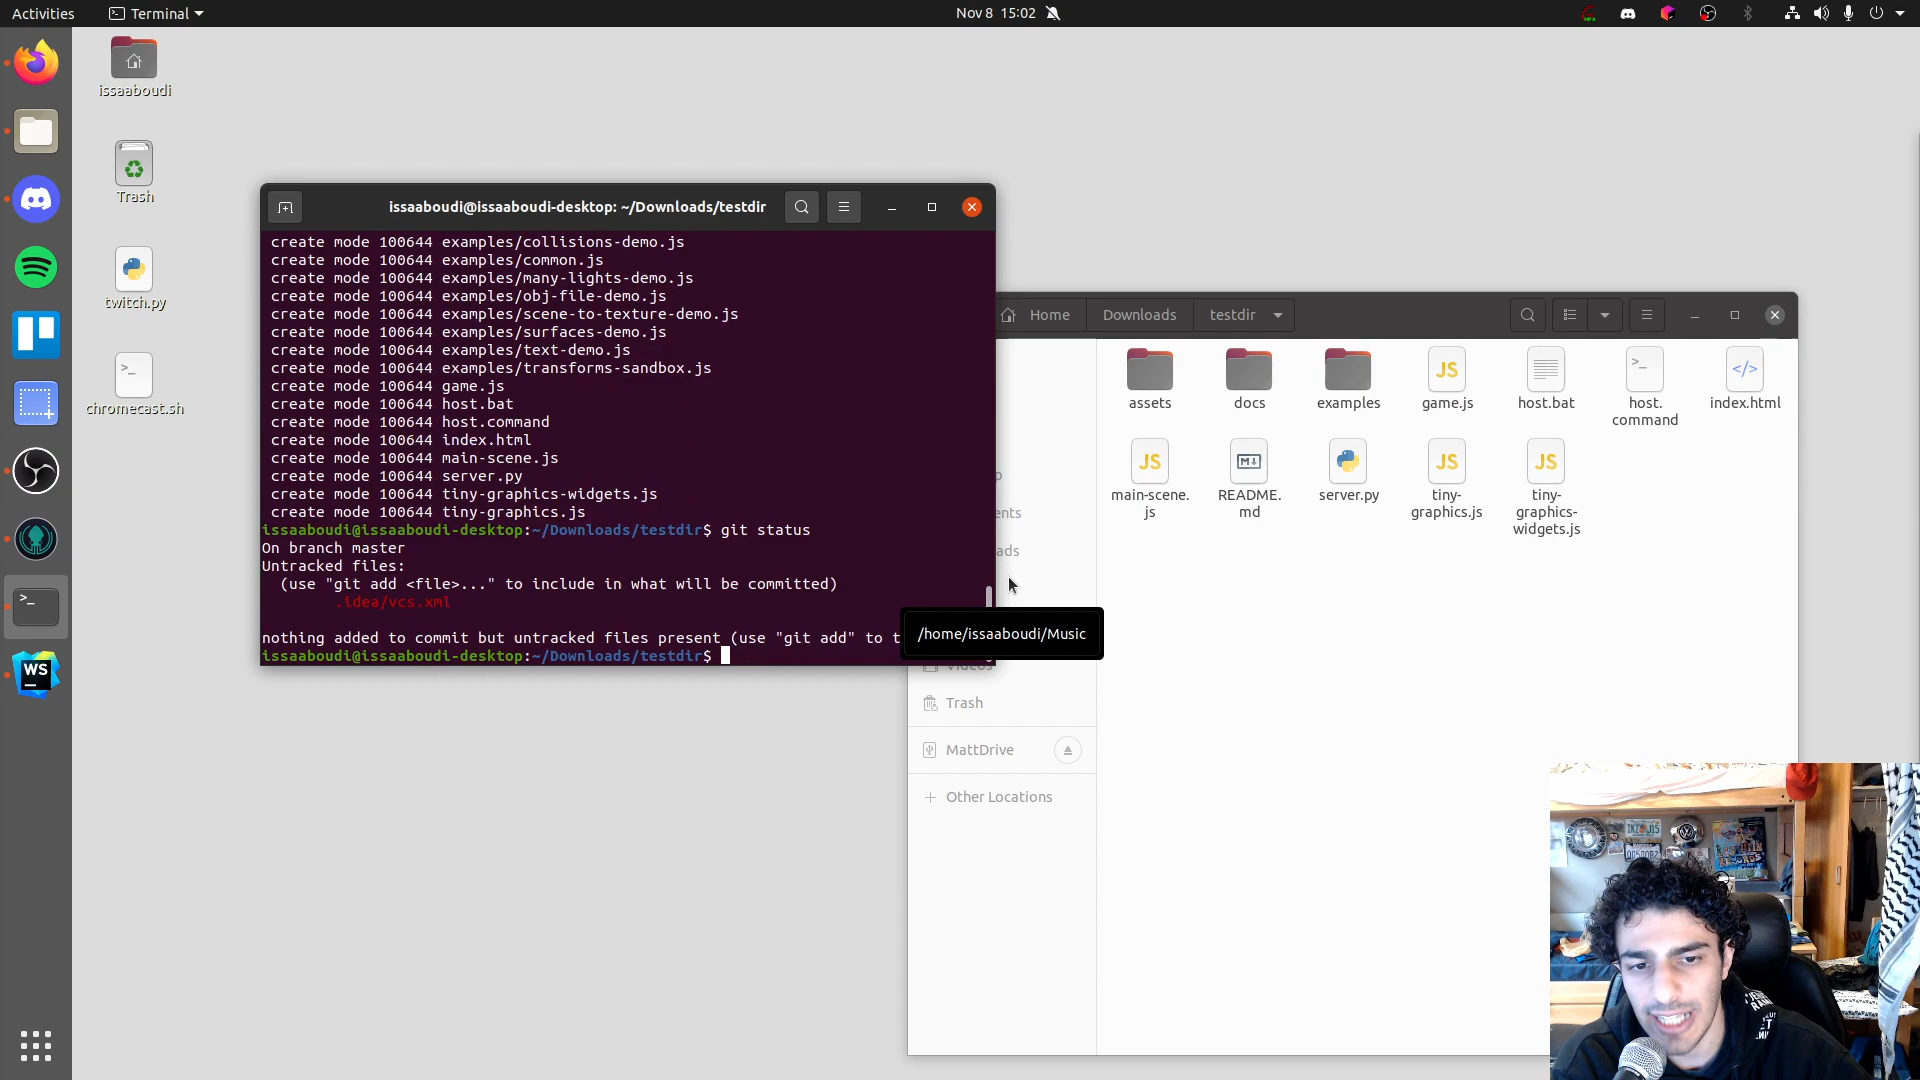 Activities
Terminal
Nov 8 15:02
issaaboudi
Trash
twitch.py
chromecast.sh
WS
issaaboudi@issaaboudi-desktop: ~/Downloads/testdir
create mode 100644 examples/collisions-demo.js
create mode 100644 examples/common.js
create mode 100644 examples/many-lights-demo.js
create mode 100644 examples/obj-file-demo.js
create mode 100644 examples/scene-to-texture-demo.js
create mode 100644 examples/surfaces-demo.js
create mode 100644 examples/text-demo.js
create mode 100644 examples/transforms-sandbox.js
create mode 100644 game.js
create mode 100644 host.bat
create mode 100644 host.command
create mode 100644 index.html
create mode 100644 main-scene.js
create mode 100644 server.py
create mode 100644 tiny-graphics-widgets.js
create mode 100644 tiny-graphics.js
issaaboudi@issaaboudi-desktop:~/Downloads/testdir$ git status
On branch master
Untracked files:
(use "git add <file>..." to include in what will be committed)
.idea/vcs.xml
nothing added to commit but untracked files present (use "git add" to t
issaaboudi@issaaboudi-desktop:~/Downloads/testdir$
/home/issaaboudi/Music
Home
Downloads
testdir
p
ents
ads
Videos
Trash
MattDrive
Other Locations
assets
docs
examples
JS
game.js
host.bat
host.
command
index.html
JS
main-scene.
js
README.
md
server.py
JS
tiny-
graphics.js
JS
tiny-
graphics-
widgets.js